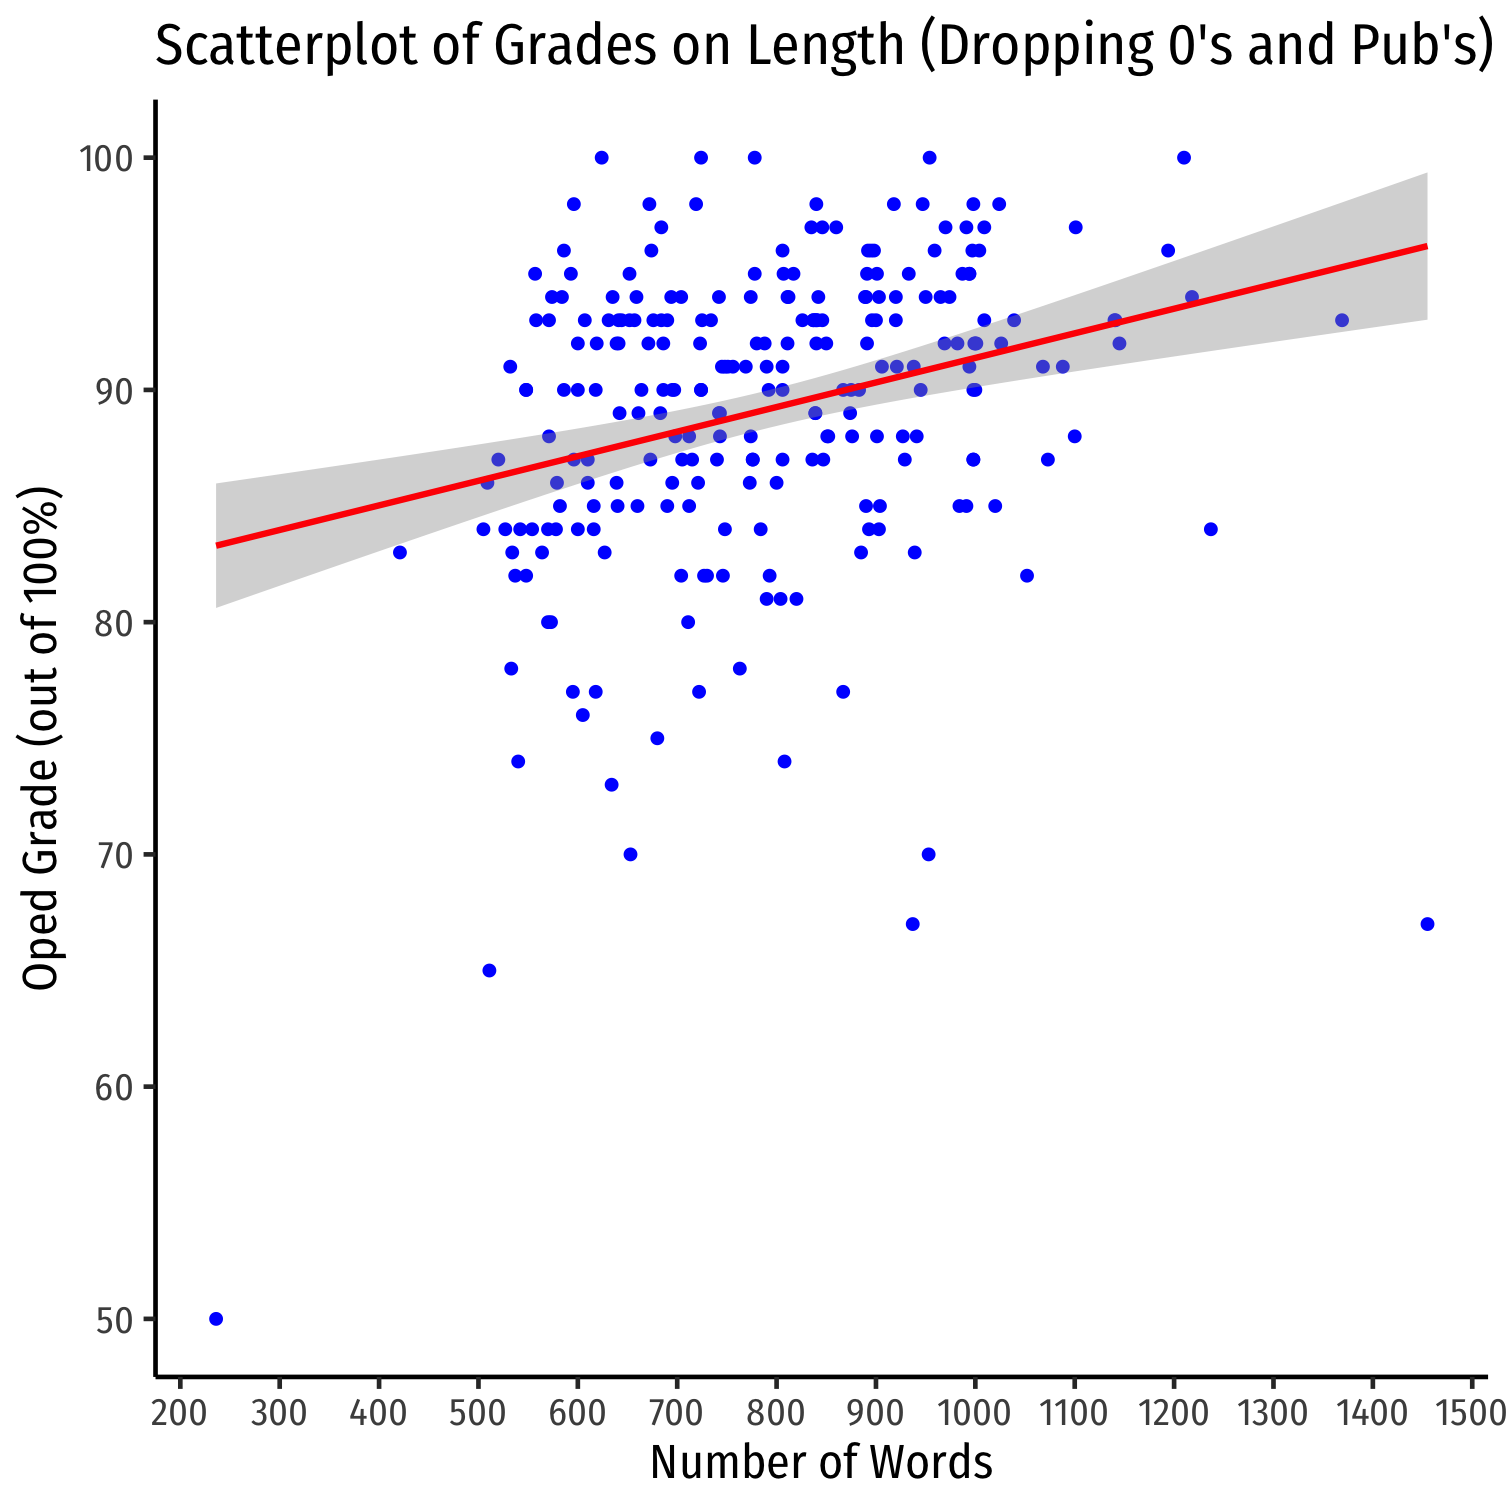 Scatterplot of Grades on Length (Dropping 0's and Pub's)
Oped Grade (out of 100%)
100
90
80
70
60
50
200 300 400 500 600 700 800 900 1000 1100 1200 1300 1400 1500
Number of Words